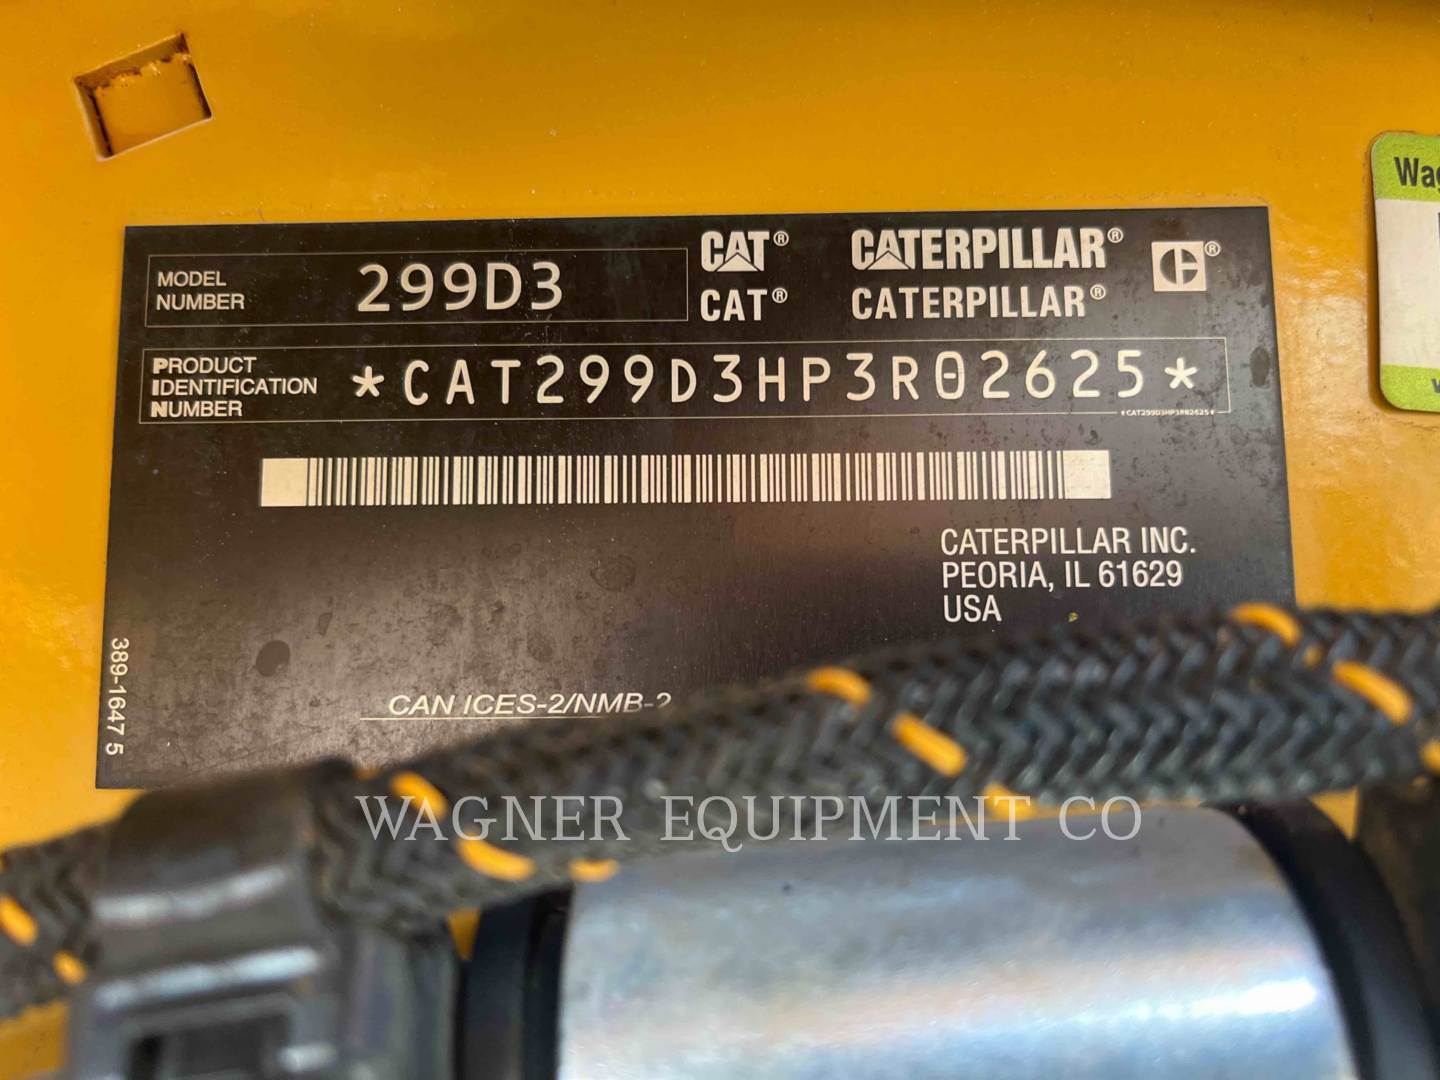 MODEL
NUMBER
299D3
CAT® CATERPILLAR® ®
CAT® CATERPILLAR®
PRODUCT
IDENTIFICATION
NUMBER
*CAT299D3HP3R02625*
*CAT299D3HP3R02625*
CATERPILLAR INC.
PEORIA, IL 61629
USA
389-1647 5
CAN ICES-2/NMB-2
WAGNER EQUIPMENT CO